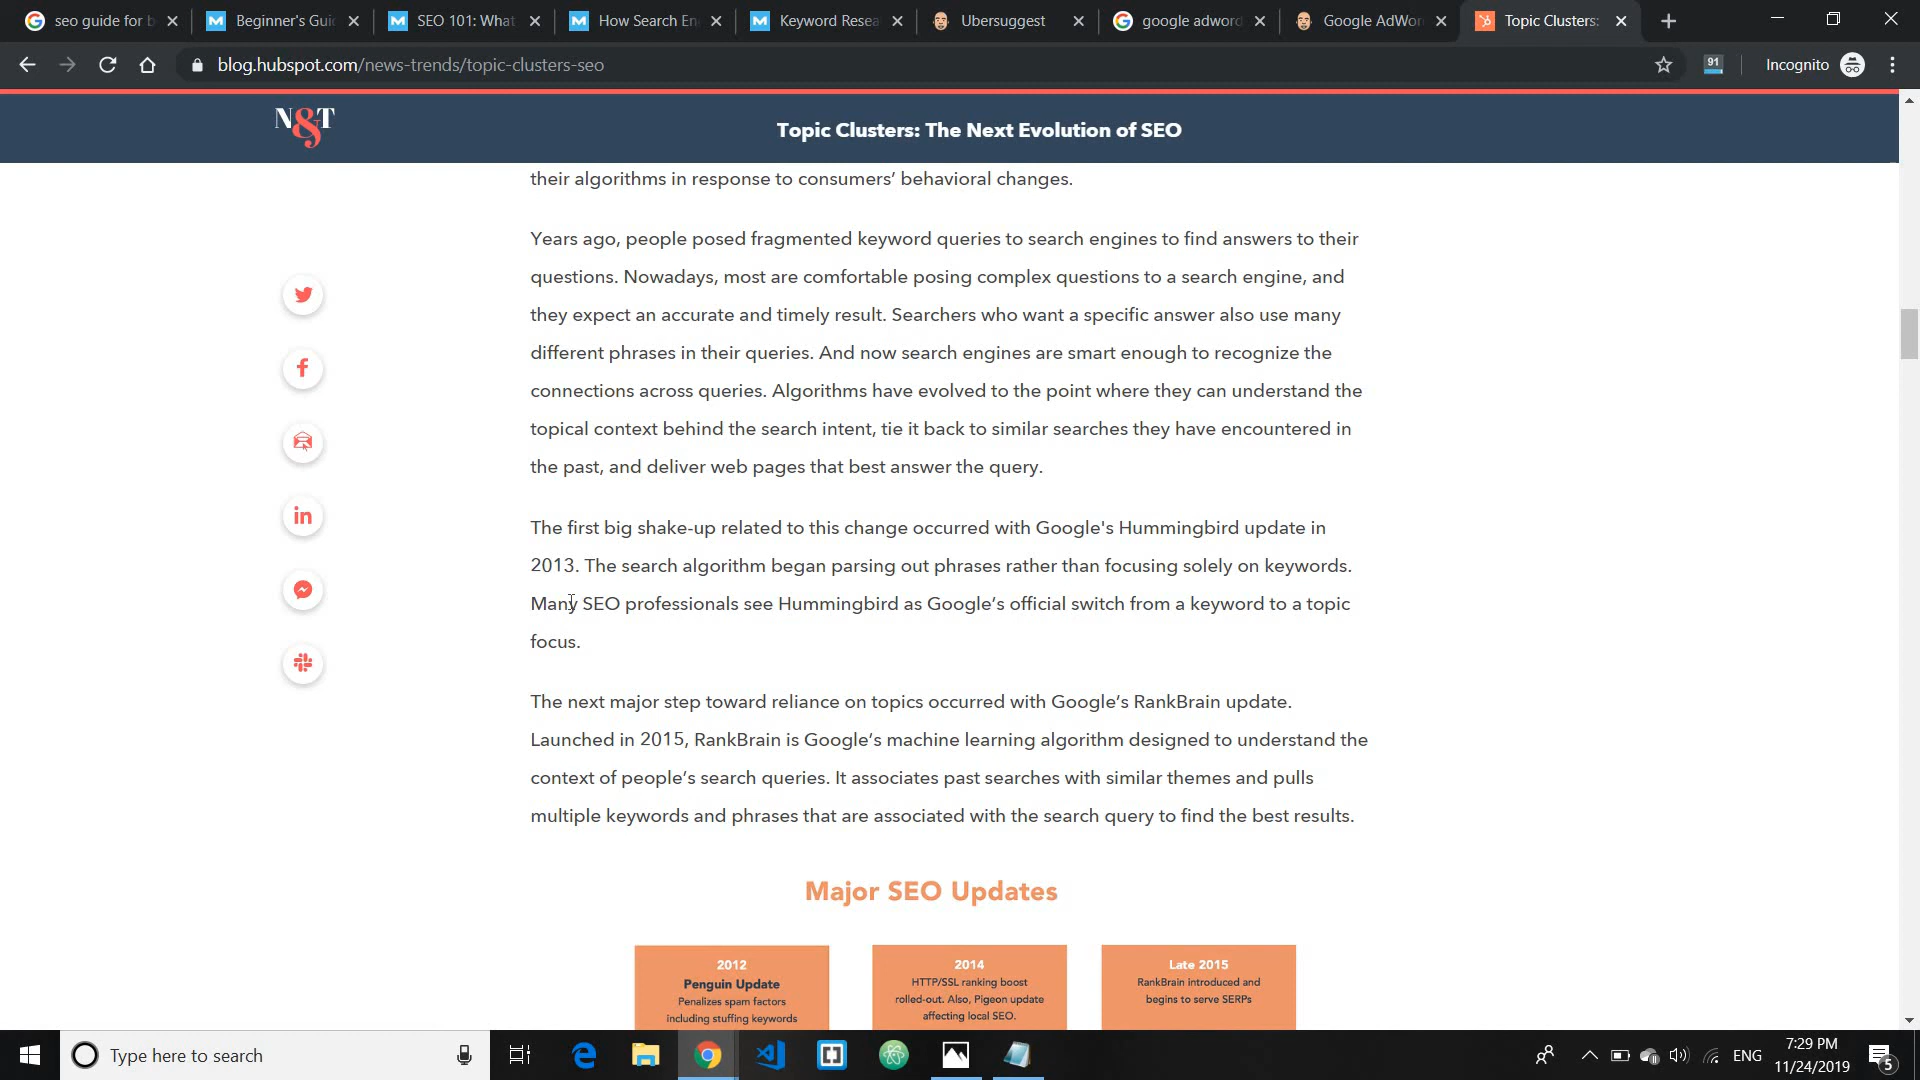 seo guide for b
Beginner's Guid
SEO 101: What
How Search En
Keyword Resea
Ubersuggest
google adword
Google AdWor
Topic Clusters:
blog.hubspot.com/news-trends/topic-clusters-seo
91
Incognito
N&T
Topic Clusters: The Next Evolution of SEO
their algorithms in response to consumers’ behavioral changes.
Years ago, people posed fragmented keyword queries to search engines to find answers to their
questions. Nowadays, most are comfortable posing complex questions to a search engine, and
they expect an accurate and timely result. Searchers who want a specific answer also use many
different phrases in their queries. And now search engines are smart enough to recognize the
connections across queries. Algorithms have evolved to the point where they can understand the
topical context behind the search intent, tie it back to similar searches they have encountered in
the past, and deliver web pages that best answer the query.
The first big shake-up related to this change occurred with Google's Hummingbird update in
2013. The search algorithm began parsing out phrases rather than focusing solely on keywords.
Many SEO professionals see Hummingbird as Google’s official switch from a keyword to a topic
focus.
The next major step toward reliance on topics occurred with Google’s RankBrain update.
Launched in 2015, RankBrain is Google’s machine learning algorithm designed to understand the
context of people’s search queries. It associates past searches with similar themes and pulls
multiple keywords and phrases that are associated with the search query to find the best results.
Major SEO Updates
2012
Penguin Update
Penalizes spam factors
including stuffing keywords
2014
HTTP/SSL ranking boost
rolled-out. Also, Pigeon update
affecting local SEO.
Late 2015
RankBrain introduced and
begins to serve SERPs
Type here to search
ENG
7:29 PM
11/24/2019
5